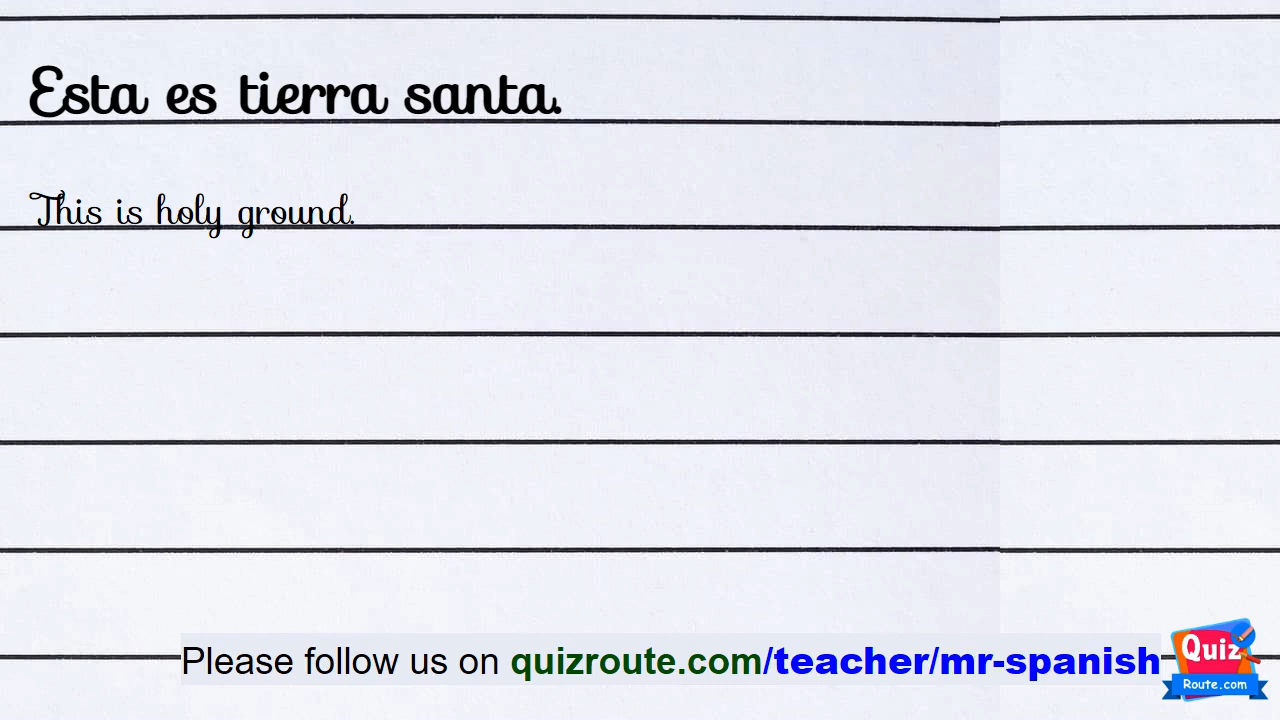 Esta es tierra santa.
This is holy ground.
Please follow us on quizroute.com/teacher/mr-spanish
Quiz
Route.com